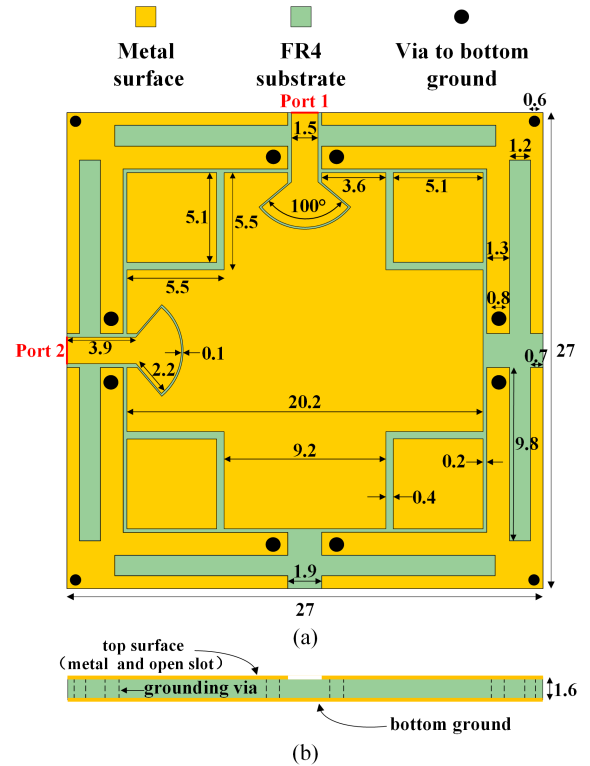 Metal surface
FR4 substrate
Via to bottom ground
Port 1
0.6
1.5
1.2
3.6
5.1
100°
5.1
5.5
1.3
5.5
0.8
Port 2
3.9
0.1
0.7
27
2.2
20.2
9.8
9.2
0.2
0.4
1.9
27
(a)
top surface
(metal and open slot)
grounding via
1.6
bottom ground
(b)